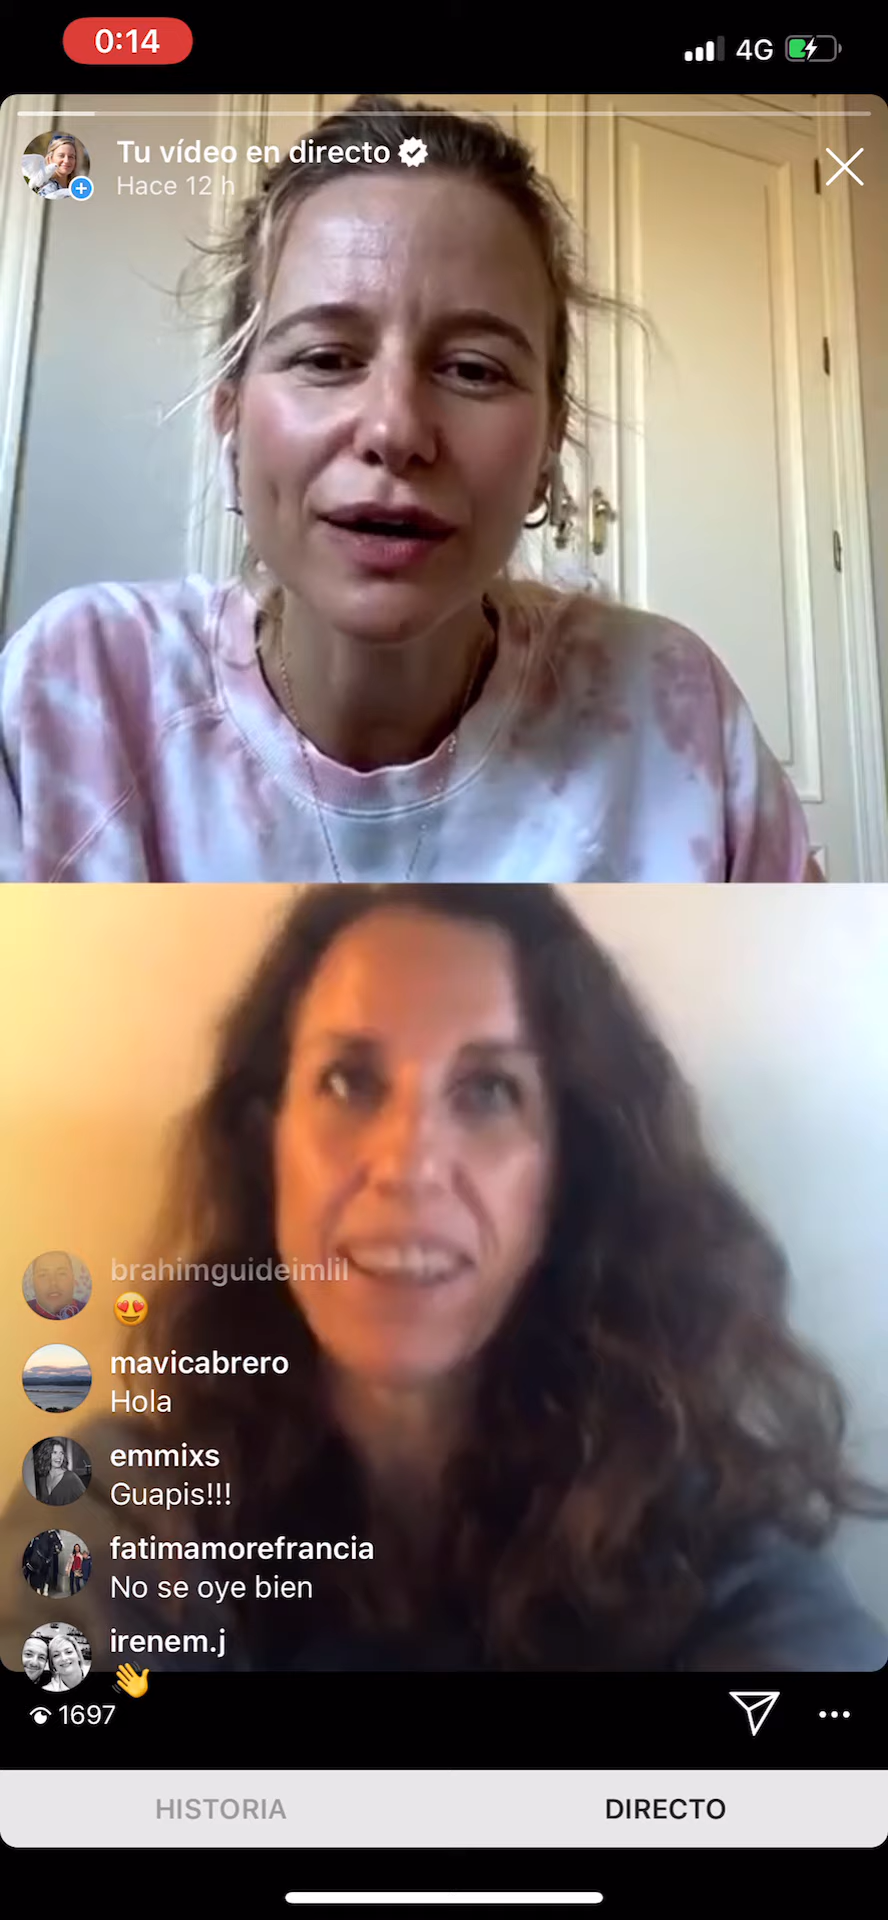 0:14
4G
Tu vídeo en directo
Hace 12 h
brahimguideimlil
😍
mavicabrero
Hola
emmixs
Guapis!!!
fatimamorefrancia
No se oye bien
irenem.j
👋
1697
HISTORIA
DIRECTO